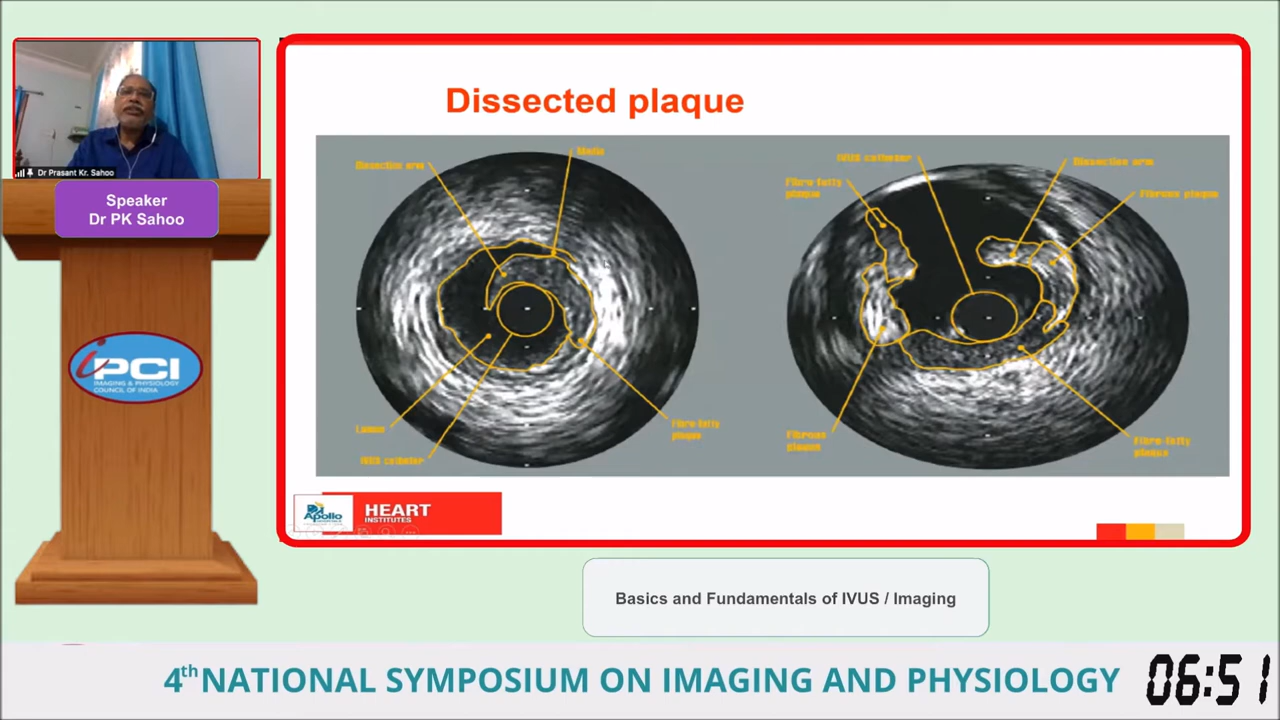 Dr Prasant Kr. Sahoo
Speaker
Dr PK Sahoo
iPCI
IMAGING & PHYSIOLOGY
COUNCIL OF INDIA
Dissected plaque
Dissection arm
Media
Lumen
IVUS catheter
Fibro-fatty
plaque
IVUS catheter
Fibro-fatty
plaque
Dissection arm
Fibrous plaque
Fibrous
plaque
Fibro-fatty
plaque
Apollo
HEART
INSTITUTES
Basics and Fundamentals of IVUS / Imaging
4th NATIONAL SYMPOSIUM ON IMAGING AND PHYSIOLOGY
06:51